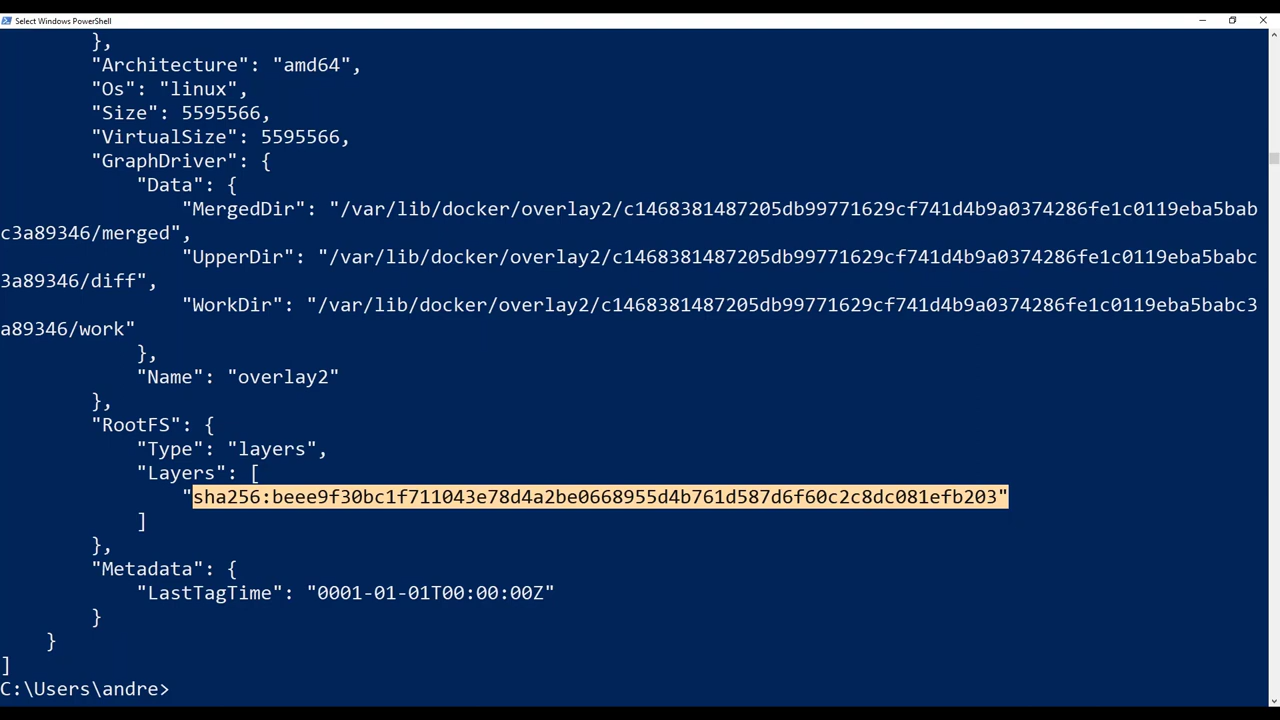 Select Windows PowerShell
},
"Architecture": "amd64",
"Os": "linux",
"Size": 5595566,
"VirtualSize": 5595566,
"GraphDriver": {
"Data": {
"MergedDir": "/var/lib/docker/overlay2/c1468381487205db99771629cf741d4b9a0374286fe1c0119eba5bab
c3a89346/merged",
"UpperDir": "/var/lib/docker/overlay2/c1468381487205db99771629cf741d4b9a0374286fe1c0119eba5babc
3a89346/diff",
"WorkDir": "/var/lib/docker/overlay2/c1468381487205db99771629cf741d4b9a0374286fe1c0119eba5babc3
a89346/work"
},
"Name": "overlay2"
},
"RootFS": {
"Type": "layers",
"Layers": [
"sha256:beee9f30bc1f711043e78d4a2be0668955d4b761d587d6f60c2c8dc081efb203"
]
},
"Metadata": {
"LastTagTime": "0001-01-01T00:00:00Z"
}
}
]
C:\Users\andre>